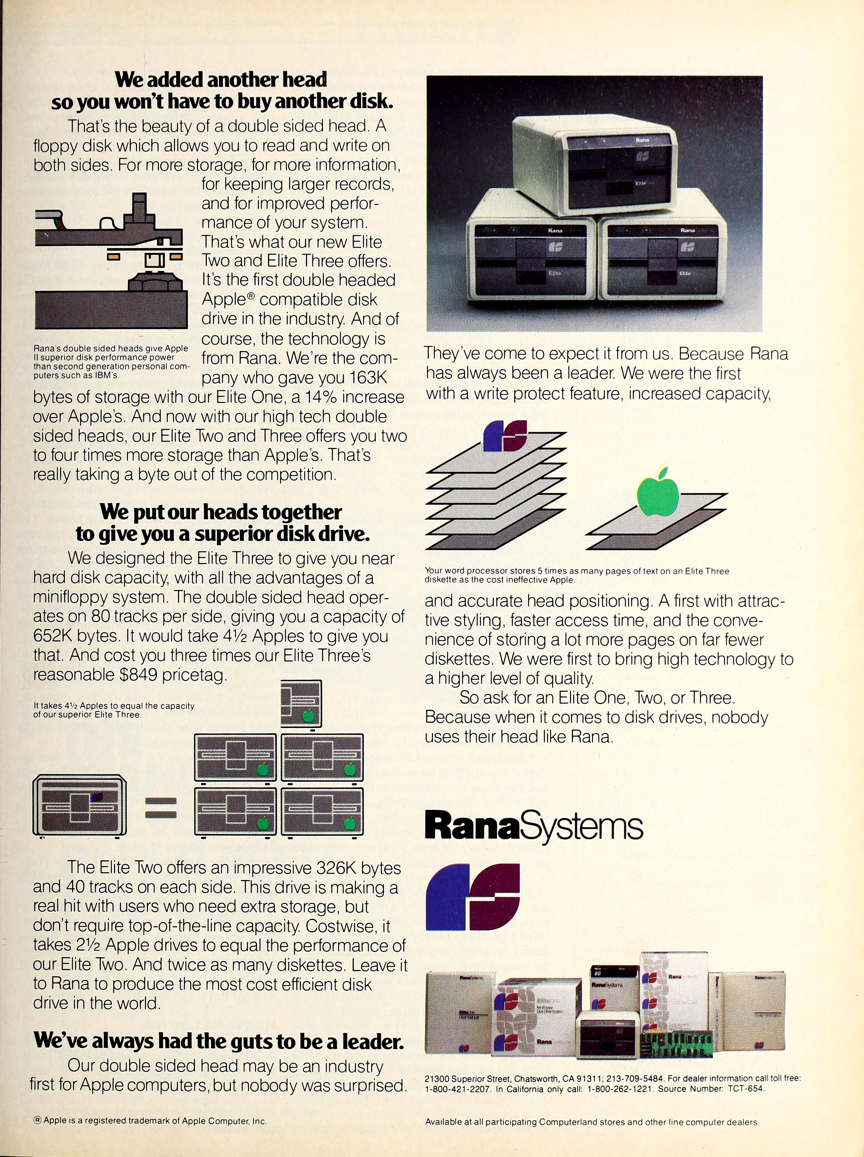 We added another head
so you won't have to buy another disk.
That's the beauty of a double sided head. A
floppy disk which allows you to read and write on
both sides. For more storage, for more information,
for keeping larger records,
and for improved perfor-
mance of your system.
That's what our new Elite
Two and Elite Three offers.
It's the first double headed
Apple® compatible disk
drive in the industry. And of
course, the technology is
from Rana. We're the com-
pany who gave you 163K
bytes of storage with our Elite One, a 14% increase
over Apple's. And now with our high tech double
sided heads, our Elite Two and Three offers you two
to four times more storage than Apple's. That's
really taking a byte out of the competition.
Rana's double sided heads give Apple
II superior disk performance power
than second generation personal com-
puters such as IBM's.
We put our heads together
to give you a superior disk drive.
We designed the Elite Three to give you near
hard disk capacity, with all the advantages of a
minifloppy system. The double sided head oper-
ates on 80 tracks per side, giving you a capacity of
652K bytes. It would take 4½ Apples to give you
that. And cost you three times our Elite Three's
reasonable $849 pricetag.
It takes 4½ Apples to equal the capacity
of our superior Elite Three.
The Elite Two offers an impressive 326K bytes
and 40 tracks on each side. This drive is making a
real hit with users who need extra storage, but
don't require top-of-the-line capacity. Costwise, it
takes 2½ Apple drives to equal the performance of
our Elite Two. And twice as many diskettes. Leave it
to Rana to produce the most cost efficient disk
drive in the world.
We've always had the guts to be a leader.
Our double sided head may be an industry
first for Apple computers, but nobody was surprised.
® Apple is a registered trademark of Apple Computer, Inc.
Rana
Elite
Rana
Elite
Rana
Elite
They've come to expect it from us. Because Rana
has always been a leader. We were the first
with a write protect feature, increased capacity,
Your word processor stores 5 times as many pages of text on an Elite Three
diskette as the cost ineffective Apple.
and accurate head positioning. A first with attrac-
tive styling, faster access time, and the conve-
nience of storing a lot more pages on far fewer
diskettes. We were first to bring high technology to
a higher level of quality.
So ask for an Elite One, Two, or Three.
Because when it comes to disk drives, nobody
uses their head like Rana.
RanaSystems
RanaSystems
RanaSystems
21300 Superior Street, Chatsworth, CA 91311; 213-709-5484. For dealer information call toll free:
1-800-421-2207. In California only call: 1-800-262-1221. Source Number: TCT-654.
Available at all participating Computerland stores and other fine computer dealers.